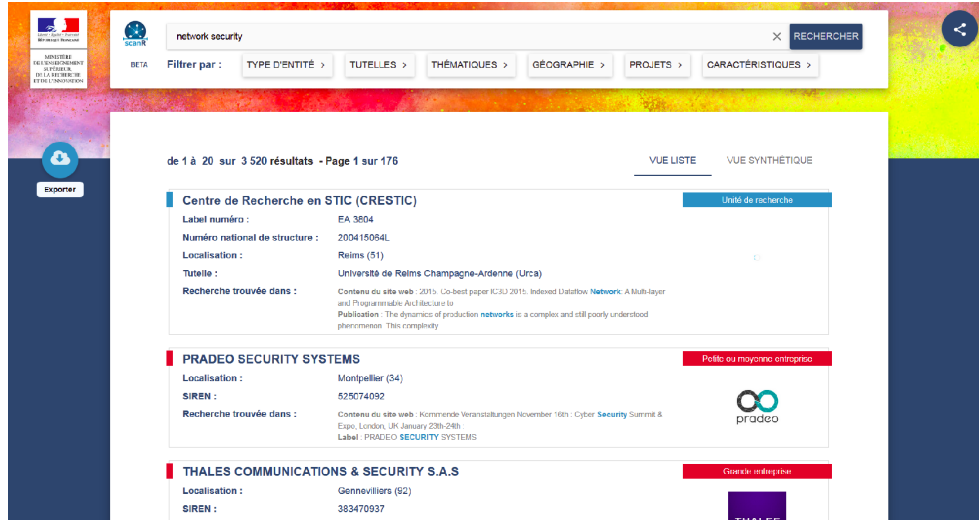 Liberté • Égalité • Fraternité
RÉPUBLIQUE FRANÇAISE
MINISTÈRE
DE L'ENSEIGNEMENT
SUPÉRIEUR,
DE LA RECHERCHE
ET DE L'INNOVATION
scanR
BETA
network security
RECHERCHER
Filtrer par :
TYPE D'ENTITÉ >
TUTELLES >
THÉMATIQUES >
GÉOGRAPHIE >
PROJETS >
CARACTÉRISTIQUES >
Exporter
de 1 à 20 sur 3 520 résultats - Page 1 sur 176
VUE LISTE
VUE SYNTHÉTIQUE
Centre de Recherche en STIC (CRESTIC)
Unité de recherche
Label numéro : EA 3804
Numéro national de structure : 200415064L
Localisation : Reims (51)
Tutelle : Université de Reims Champagne-Ardenne (Urca)
Recherche trouvée dans : Contenu du site web : 2015. Co-best paper IC3D 2015. Indexed Dataflow Network: A Multi-layer
and Programmable Architecture to
Publication : The dynamics of production networks is a complex and still poorly understood
phenomenon. This complexity
PRADEO SECURITY SYSTEMS
Petite ou moyenne entreprise
Localisation : Montpellier (34)
SIREN : 525074092
Recherche trouvée dans : Contenu du site web : Kommende Veranstaltungen November 16th : Cyber Security Summit &
Expo, London, UK January 23th-24th :
Label : PRADEO SECURITY SYSTEMS
pradeo
THALES COMMUNICATIONS & SECURITY S.A.S
Grande entreprise
Localisation : Gennevilliers (92)
SIREN : 383470937
THALES